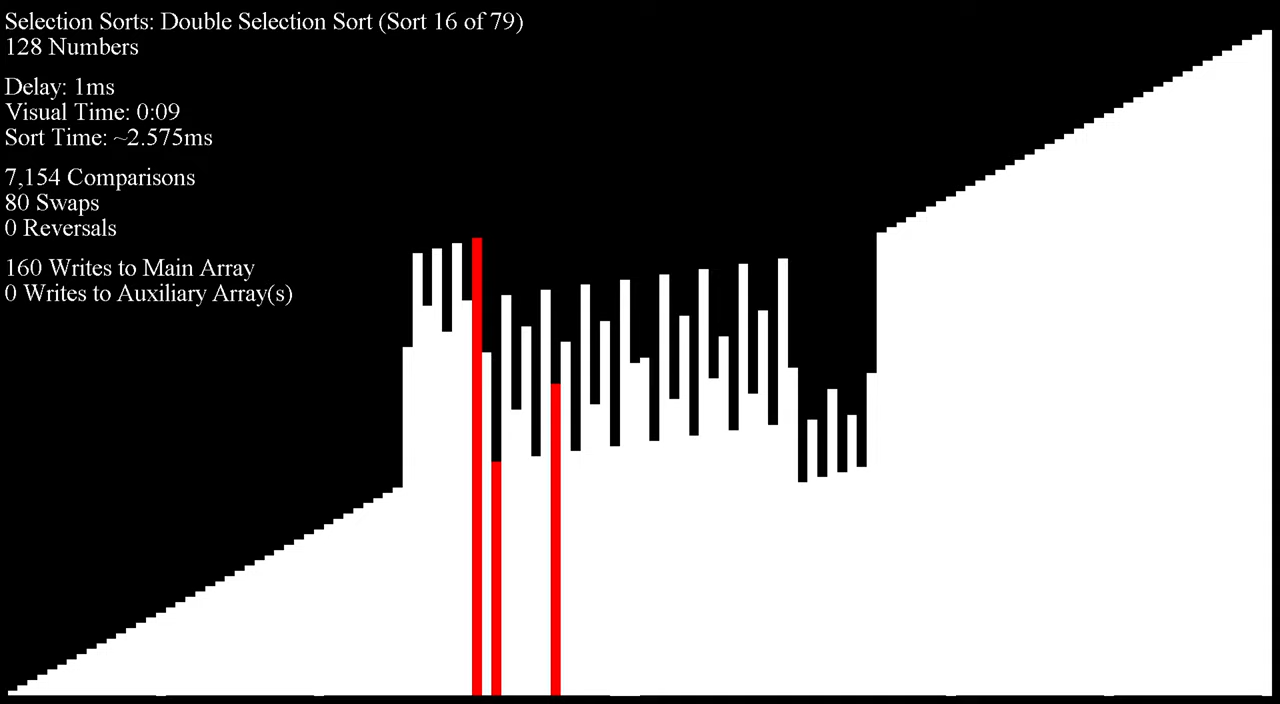 Selection Sorts: Double Selection Sort (Sort 16 of 79)
128 Numbers
Delay: 1ms
Visual Time: 0:09
Sort Time: ~2.575ms
7,154 Comparisons
80 Swaps
0 Reversals
160 Writes to Main Array
0 Writes to Auxiliary Array(s)